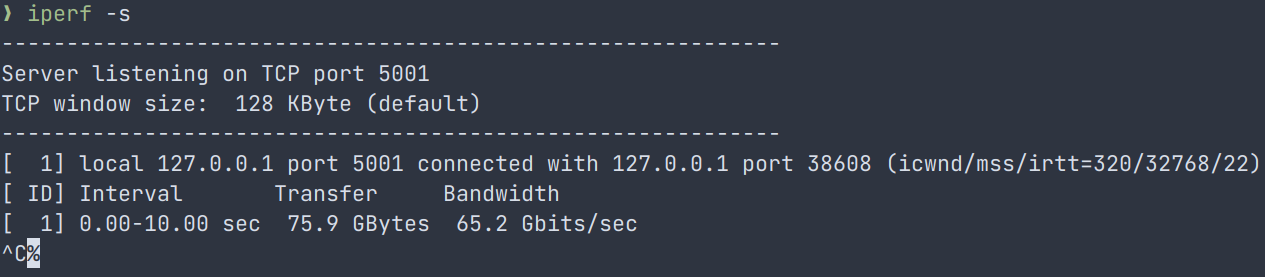 ❯ iperf -s
------------------------------------------------------------
Server listening on TCP port 5001
TCP window size:  128 KByte (default)
------------------------------------------------------------
[  1] local 127.0.0.1 port 5001 connected with 127.0.0.1 port 38608 (icwnd/mss/irtt=320/32768/22)
[ ID] Interval       Transfer     Bandwidth
[  1] 0.00-10.00 sec  75.9 GBytes  65.2 Gbits/sec
^C%